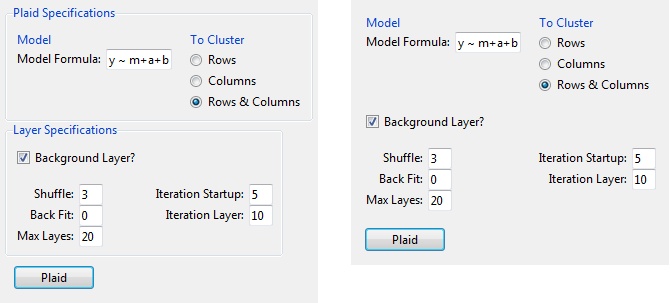 Plaid Specifications
Model
To Cluster
Model Formula: y ~ m+a+b
Rows
Columns
Rows & Columns
Layer Specifications
Background Layer?
Shuffle: 3
Iteration Startup: 5
Back Fit: 0
Iteration Layer: 10
Max Layes: 20
Plaid
Model
To Cluster
Model Formula: y ~ m+a+b
Rows
Columns
Rows & Columns
Background Layer?
Shuffle: 3
Iteration Startup: 5
Back Fit: 0
Iteration Layer: 10
Max Layes: 20
Plaid